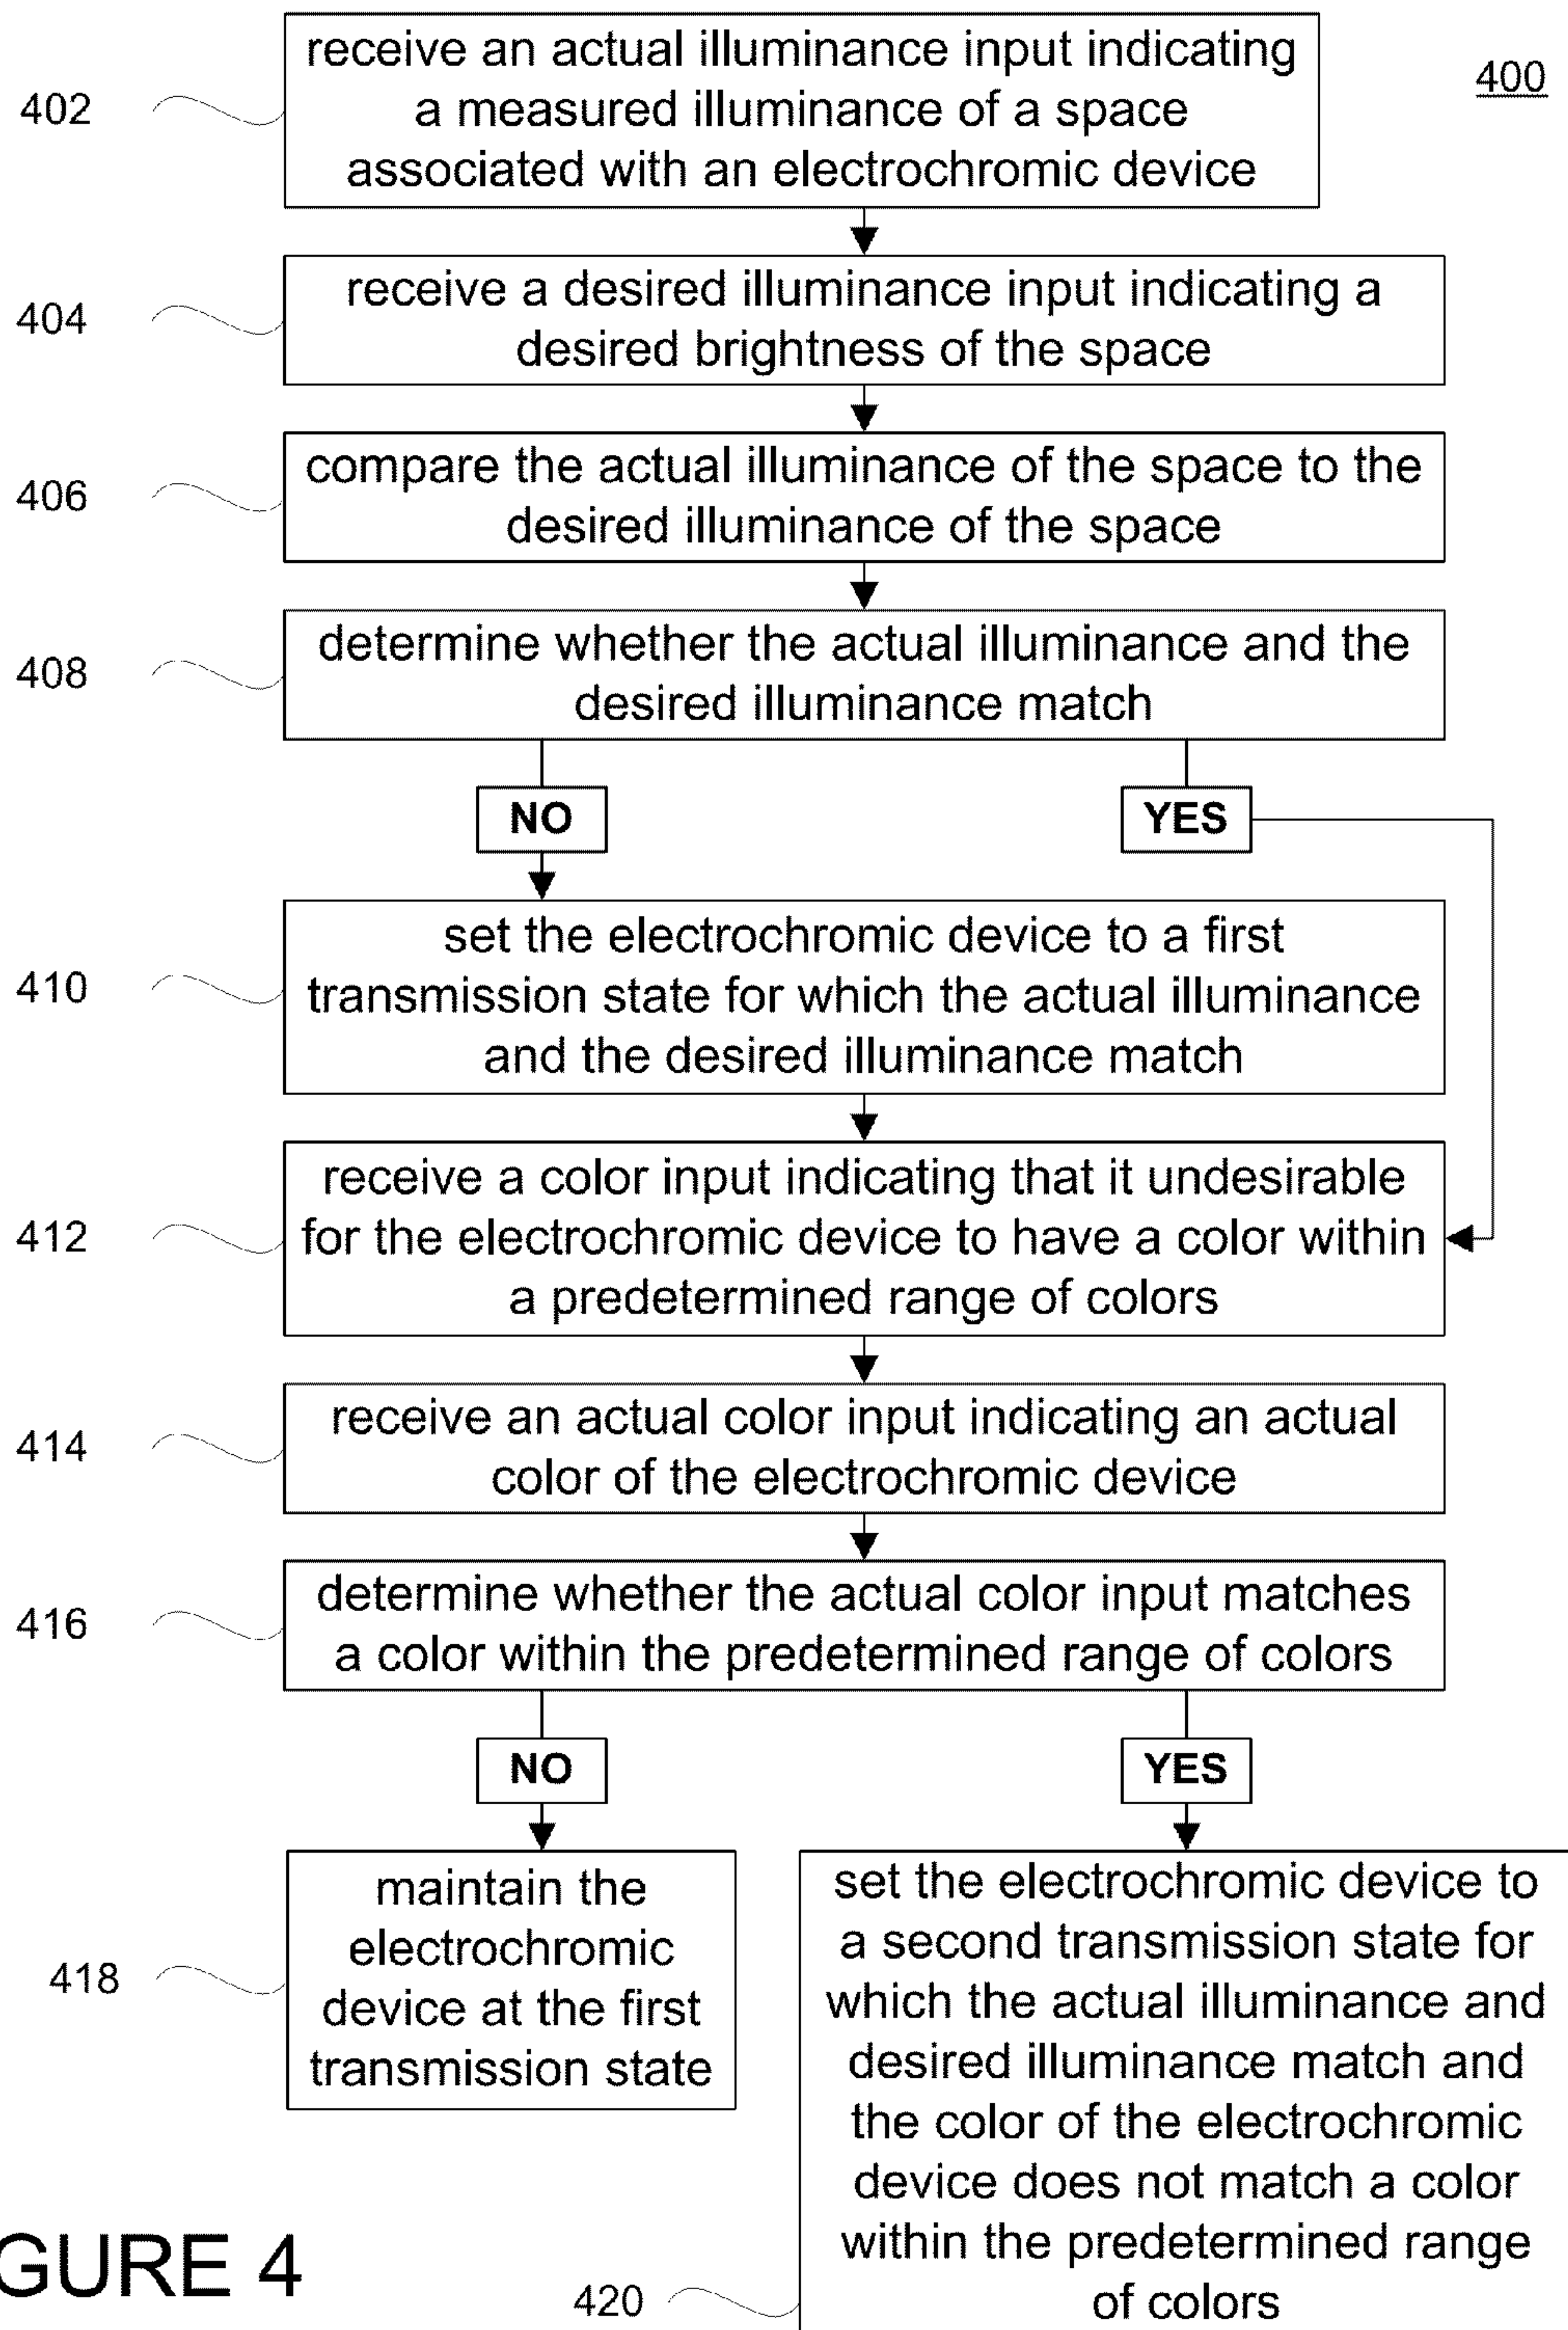 400
402
receive an actual illuminance input indicating
a measured illuminance of a space
associated with an electrochromic device
404
receive a desired illuminance input indicating a
desired brightness of the space
406
compare the actual illuminance of the space to the
desired illuminance of the space
408
determine whether the actual illuminance and the
desired illuminance match
NO
YES
410
set the electrochromic device to a first
transmission state for which the actual illuminance
and the desired illuminance match
412
receive a color input indicating that it undesirable
for the electrochromic device to have a color within
a predetermined range of colors
414
receive an actual color input indicating an actual
color of the electrochromic device
416
determine whether the actual color input matches
a color within the predetermined range of colors
NO
YES
418
maintain the
electrochromic
device at the first
transmission state
420
set the electrochromic device to
a second transmission state for
which the actual illuminance and
desired illuminance match and
the color of the electrochromic
device does not match a color
within the predetermined range
of colors
GURE 4